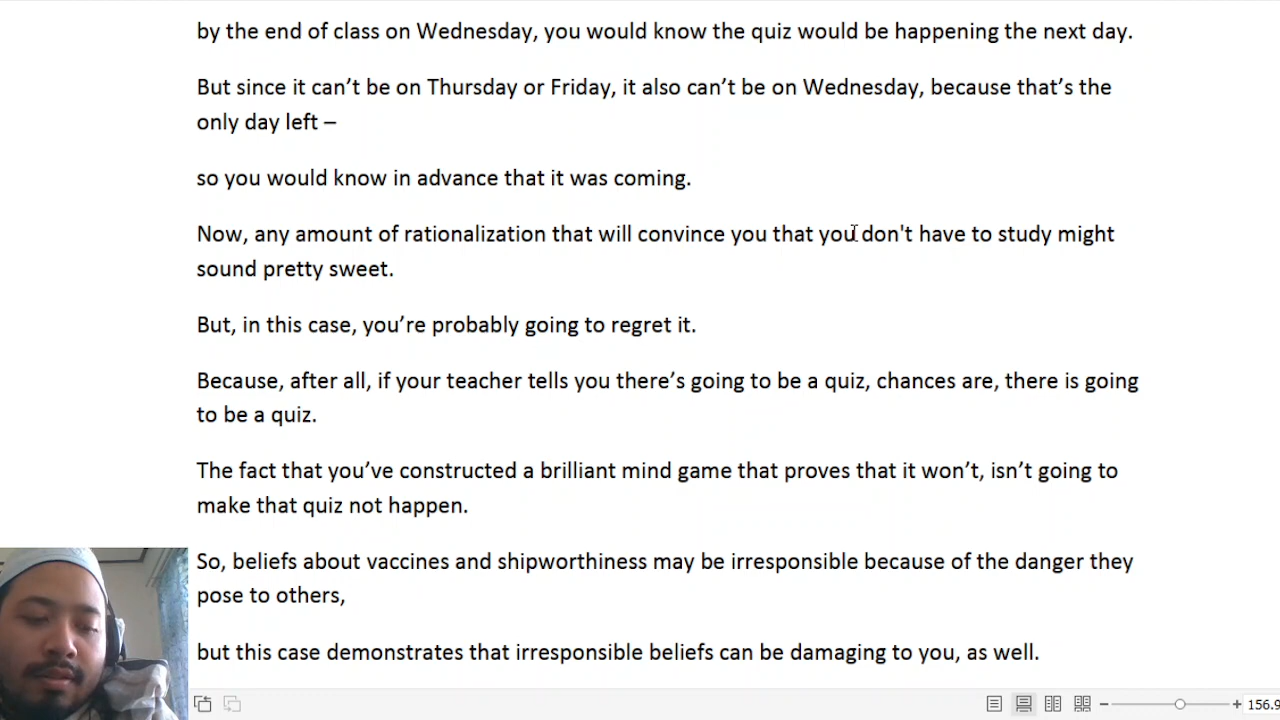 by the end of class on Wednesday, you would know the quiz would be happening the next day.
But since it can’t be on Thursday or Friday, it also can’t be on Wednesday, because that’s the
only day left –
so you would know in advance that it was coming.
Now, any amount of rationalization that will convince you that you don't have to study might
sound pretty sweet.
But, in this case, you’re probably going to regret it.
Because, after all, if your teacher tells you there’s going to be a quiz, chances are, there is going
to be a quiz.
The fact that you’ve constructed a brilliant mind game that proves that it won’t, isn’t going to
make that quiz not happen.
So, beliefs about vaccines and shipworthiness may be irresponsible because of the danger they
pose to others,
but this case demonstrates that irresponsible beliefs can be damaging to you, as well.
156.9